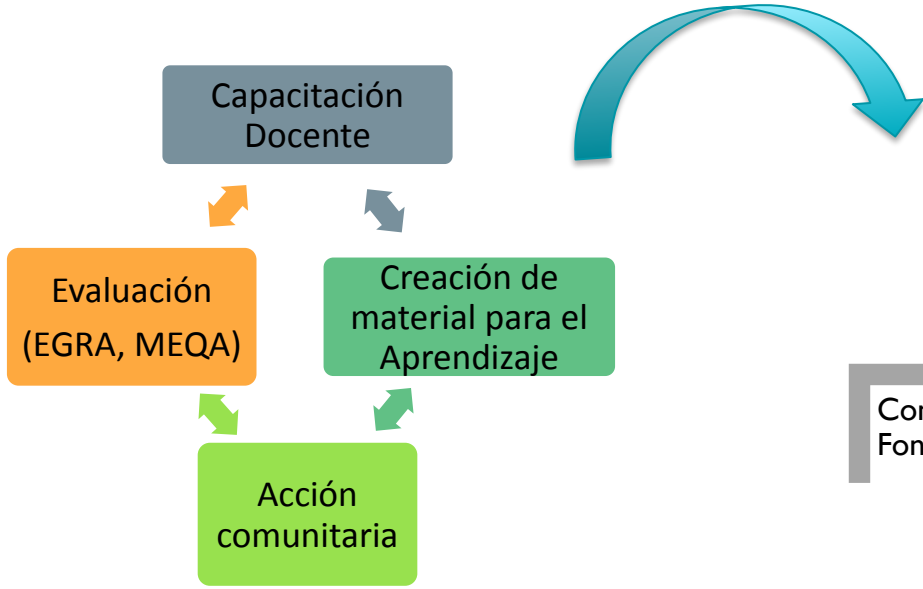 Capacitación
Docente
Evaluación
(EGRA, MEQA)
Creación de
material para el
Aprendizaje
Acción
comunitaria